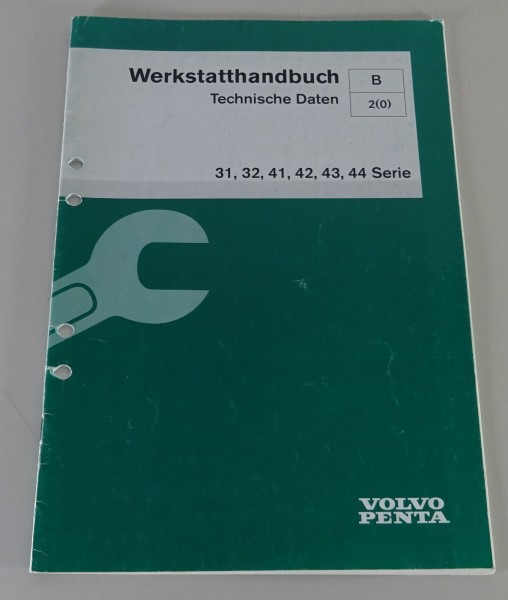 Werkstatthandbuch
Technische Daten
B
2(0)
31, 32, 41, 42, 43, 44 Serie
VOLVO
PENTA